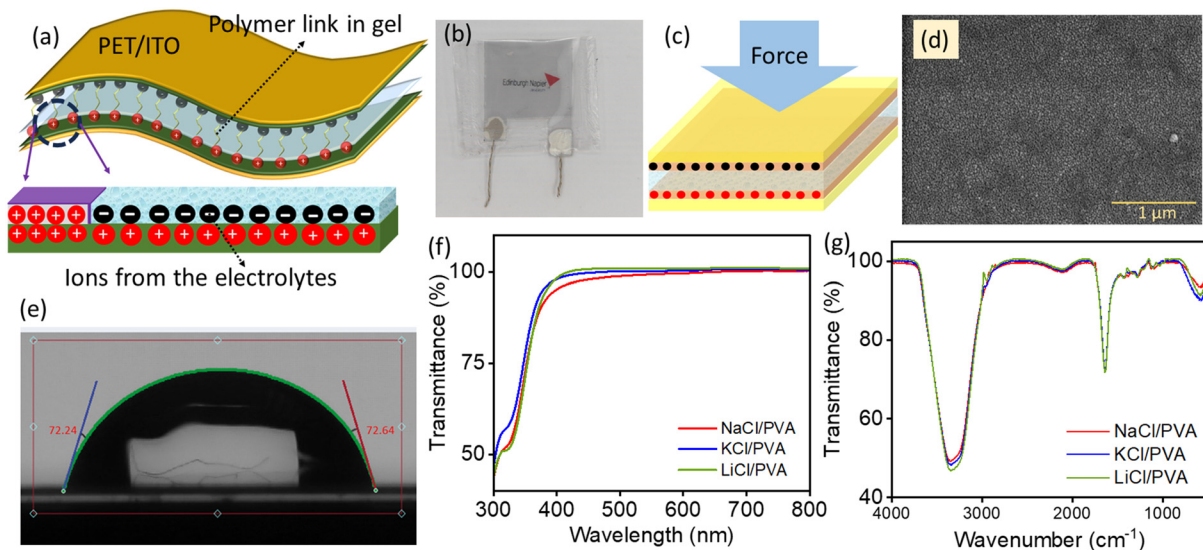 (a)
PET/ITO
Polymer link in gel
Ions from the electrolytes
(b)
Edinburgh Napier
(c)
Force
(d)
1 µm
(e)
72.24
72.64
(f)
Transmittance (%)
100
75
50
NaCl/PVA
KCl/PVA
LiCl/PVA
300 400 500 600 700 800
Wavelength (nm)
(g)
Transmittance (%)
100
80
60
40
NaCl/PVA
KCl/PVA
LiCl/PVA
4000 3000 2000 1000
Wavenumber (cm⁻¹)